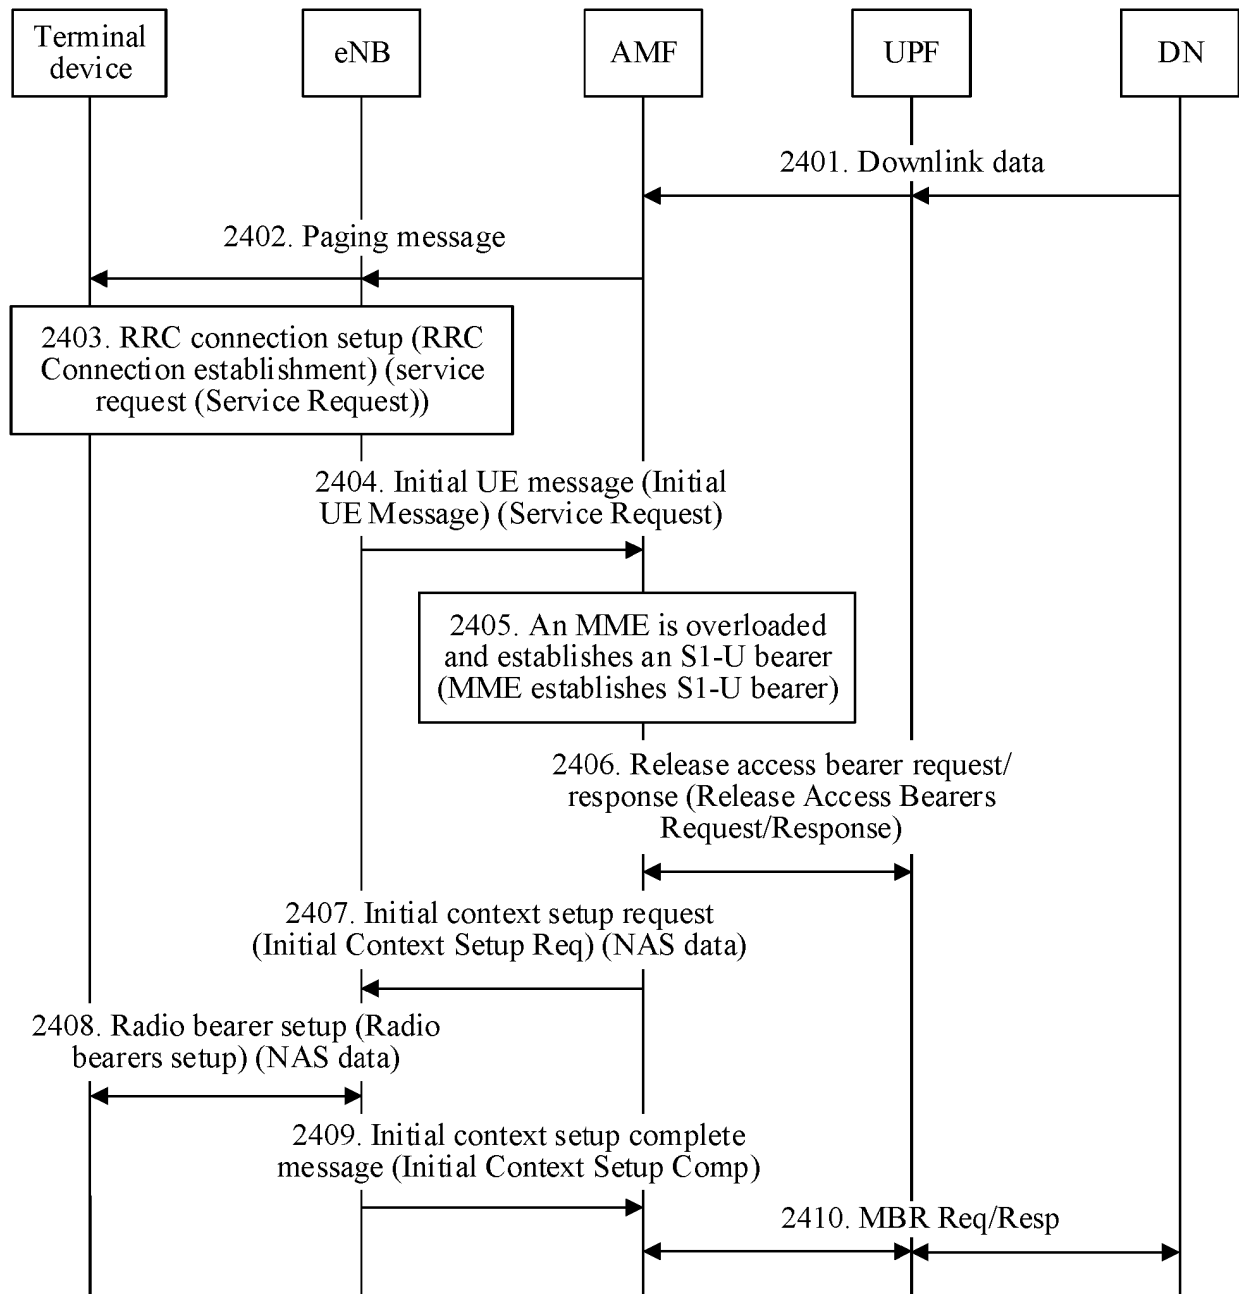 Terminal
device
eNB
AMF
UPF
DN
2401. Downlink data
2402. Paging message
2403. RRC connection setup (RRC
Connection establishment) (service
request (Service Request))
2404. Initial UE message (Initial
UE Message) (Service Request)
2405. An MME is overloaded
and establishes an S1-U bearer
(MME establishes S1-U bearer)
2406. Release access bearer request/
response (Release Access Bearers
Request/Response)
2407. Initial context setup request
(Initial Context Setup Req) (NAS data)
2408. Radio bearer setup (Radio
bearers setup) (NAS data)
2409. Initial context setup complete
message (Initial Context Setup Comp)
2410. MBR Req/Resp